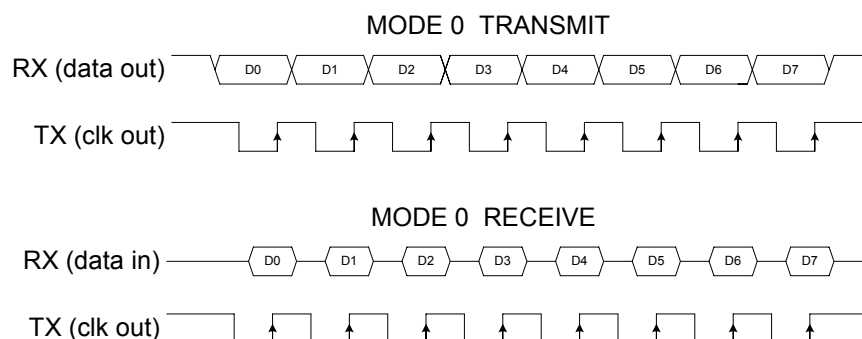 MODE 0 TRANSMIT
RX (data out) D0 D1 D2 D3 D4 D5 D6 D7
TX (clk out)
MODE 0 RECEIVE
RX (data in) D0 D1 D2 D3 D4 D5 D6 D7
TX (clk out)